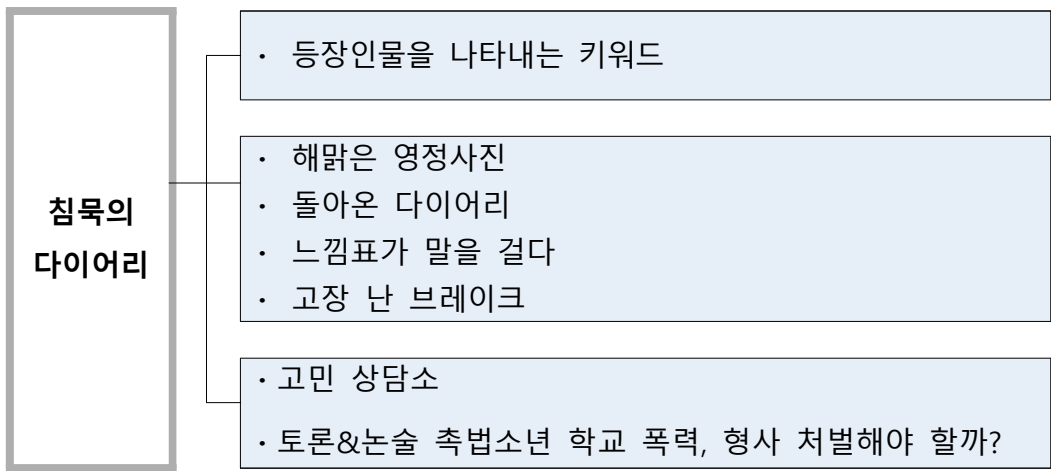 침묵의
다이어리
· 등장인물을 나타내는 키워드
· 해맑은 영정사진
· 돌아온 다이어리
· 느낌표가 말을 걸다
· 고장 난 브레이크
· 고민 상담소
· 토론&논술 촉법소년 학교 폭력, 형사 처벌해야 할까?